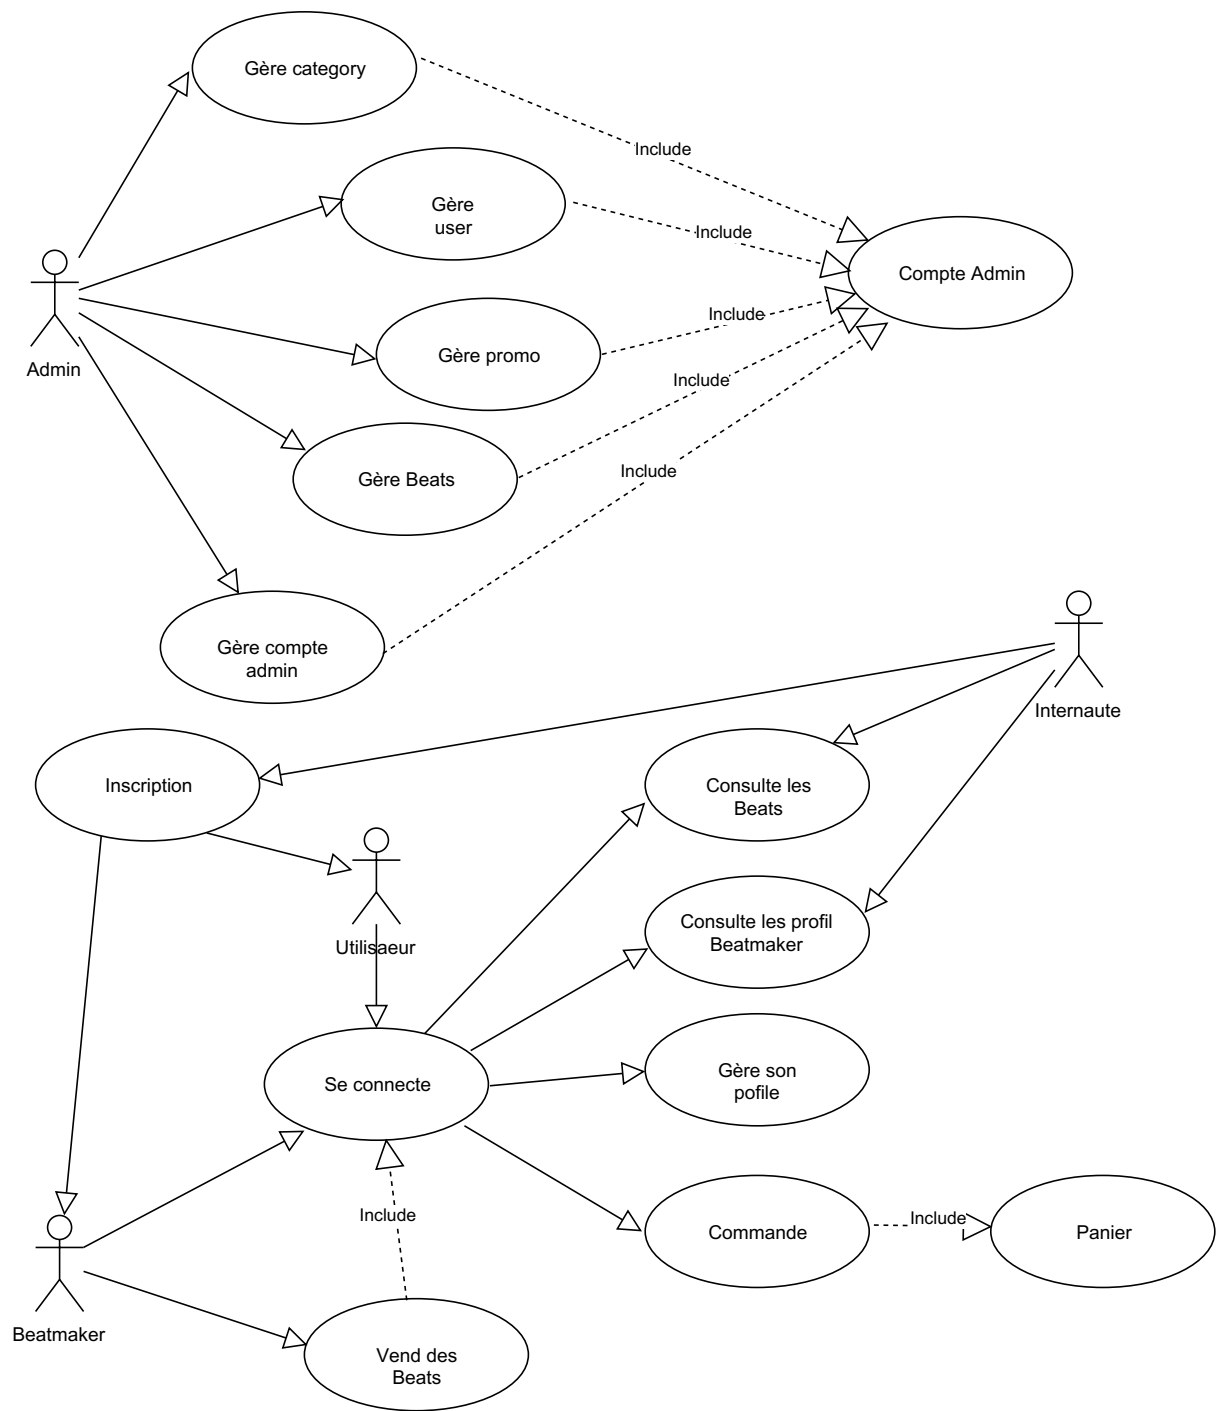 Gère category
Include
Gère
user
Include
Compte Admin
Include
Gère promo
Admin
Include
Gère Beats
Include
Gère compte
admin
Internaute
Inscription
Consulte les
Beats
Consulte les profil
Beatmaker
Utilisaeur
Gère son
pofile
Se connecte
Include
Commande
Include
Panier
Beatmaker
Vend des
Beats